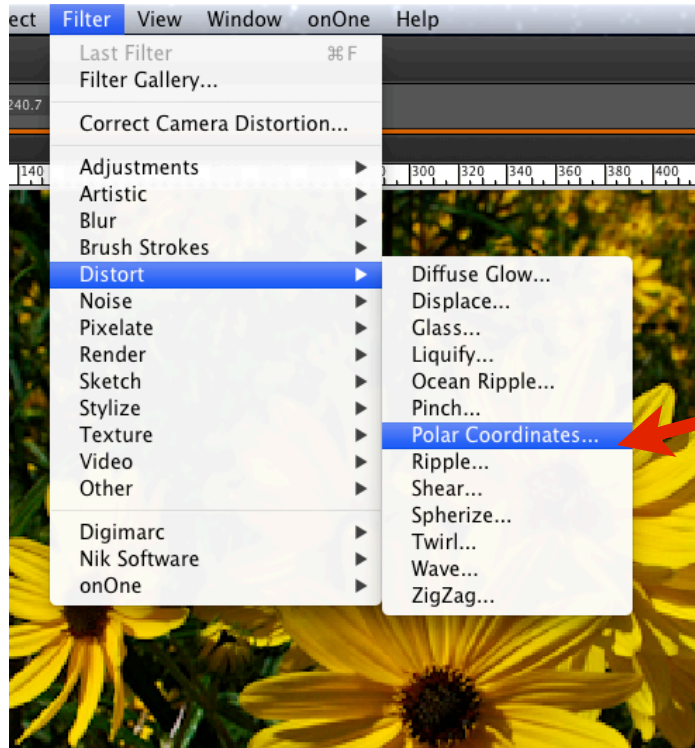 ect Filter View Window onOne Help
Last Filter ⌘F
Filter Gallery...
240.7
Correct Camera Distortion...
140 300 320 340 360 380 400
Adjustments
Artistic
Blur
Brush Strokes
Distort
Noise
Pixelate
Render
Sketch
Stylize
Texture
Video
Other
Digimarc
Nik Software
onOne
Diffuse Glow...
Displace...
Glass...
Liquify...
Ocean Ripple...
Pinch...
Polar Coordinates...
Ripple...
Shear...
Spherize...
Twirl...
Wave...
ZigZag...